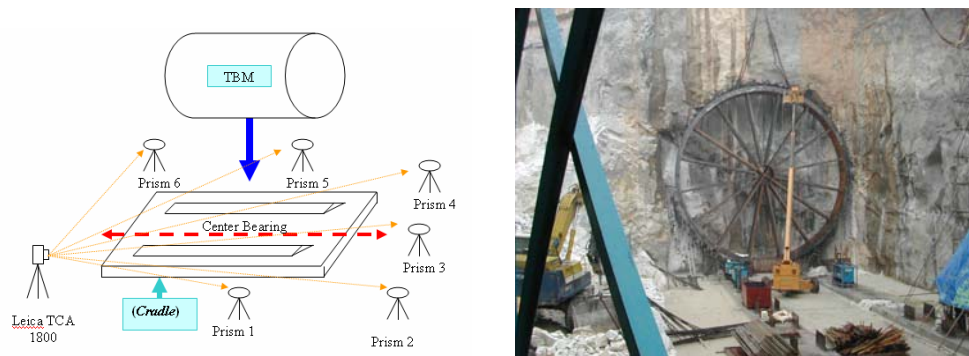 TBM
Prism 6
Prism 5
Prism 4
Center Bearing
Prism 3
(Cradle)
Prism 1
Leica TCA
1800
Prism 2